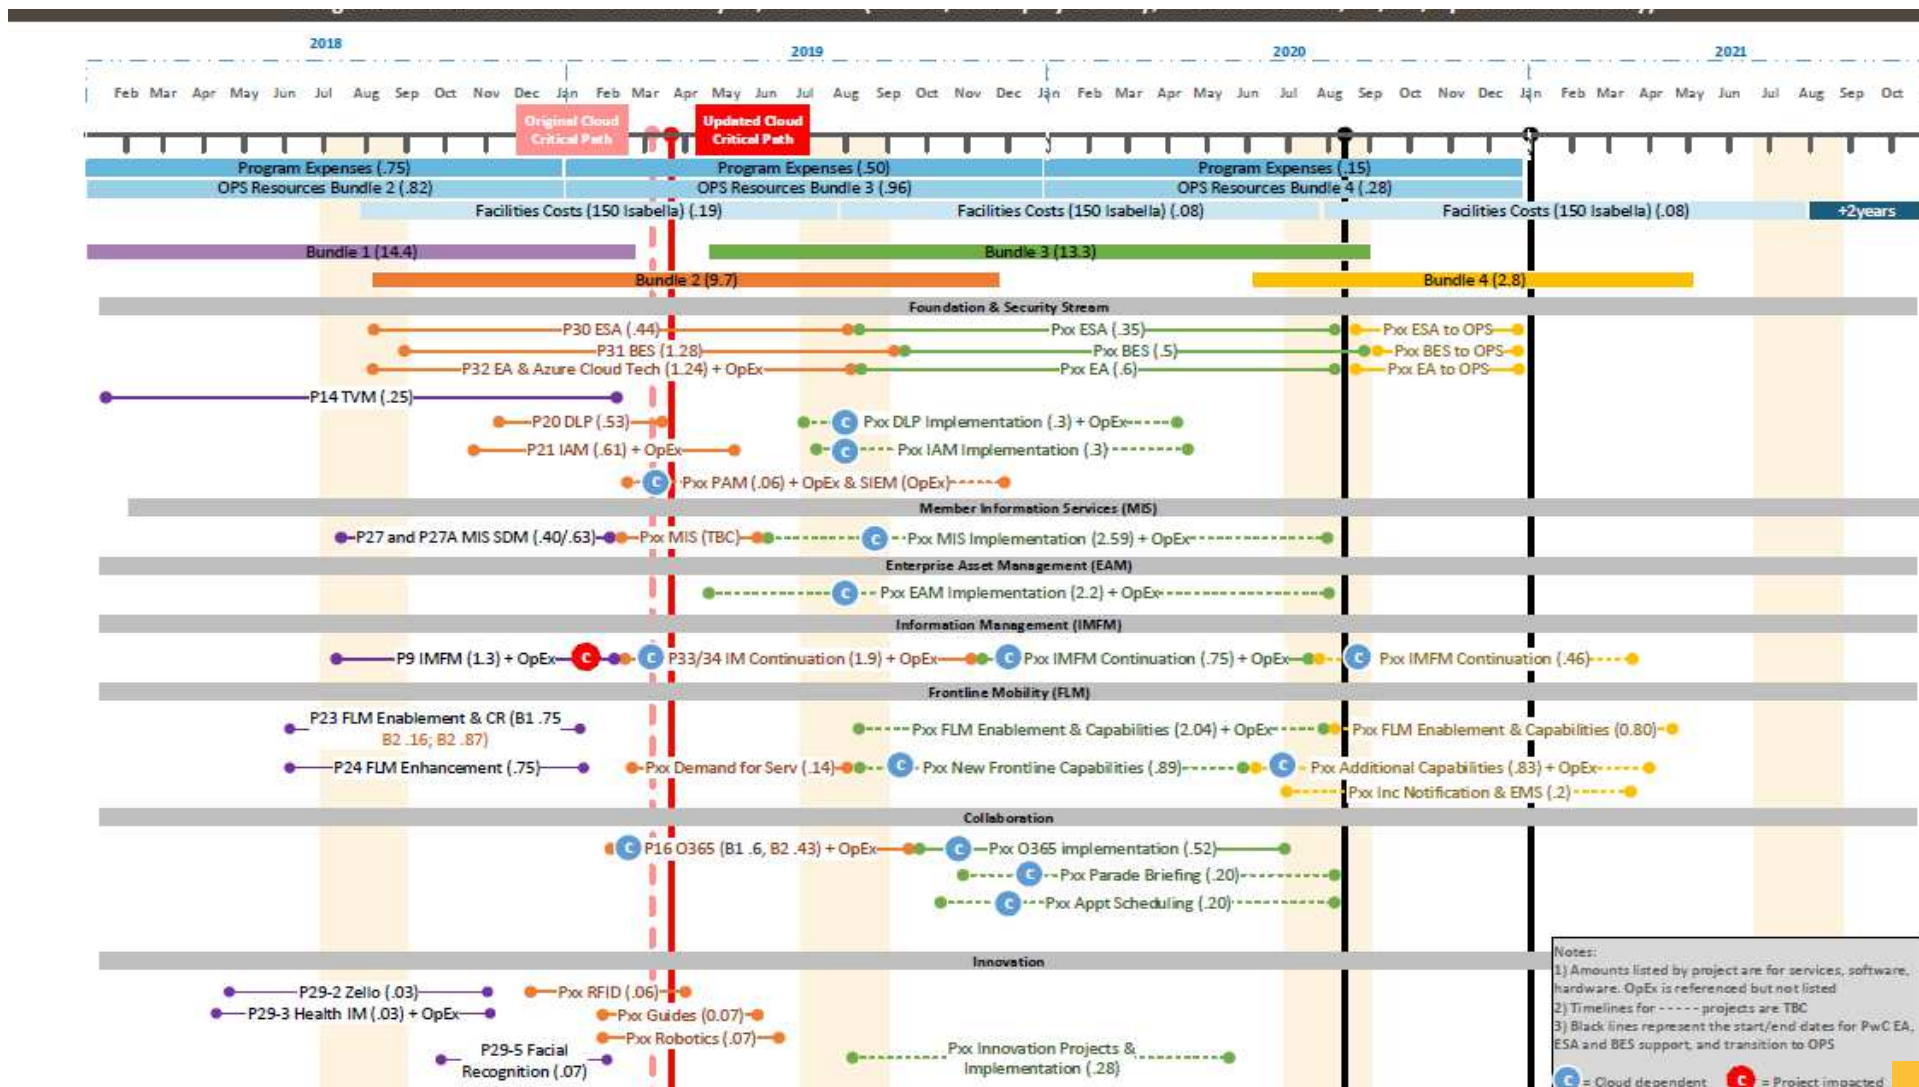 2018
2019
2020
2021
Feb Mar Apr May Jun Jul Aug Sep Oct Nov Dec Jan Feb Mar Apr May Jun Jul Aug Sep Oct Nov Dec Jan Feb Mar Apr May Jun Jul Aug Sep Oct Nov Dec Jan Feb Mar Apr May Jun Jul Aug Sep Oct
Original Cloud
Critical Path
Updated Cloud
Critical Path
Program Expenses (.75) Program Expenses (.50) Program Expenses (.15)
OPS Resources Bundle 2 (.82) OPS Resources Bundle 3 (.96) OPS Resources Bundle 4 (.28)
Facilities Costs (150 Isabella) (.19) Facilities Costs (150 Isabella) (.08) Facilities Costs (150 Isabella) (.08) +2years
Bundle 1 (14.4) Bundle 3 (13.3)
Bundle 2 (9.7) Bundle 4 (2.8)
Foundation & Security Stream
P30 ESA (.44) Pxx ESA (.35) Pxx ESA to OPS
P31 BES (1.28) Pxx BES (.5) Pxx BES to OPS
P32 EA & Azure Cloud Tech (1.24) + OpEx Pxx EA (.6) Pxx EA to OPS
P14 TVM (.25)
P20 DLP (.53) C Pxx DLP Implementation (.3) + OpEx
P21 IAM (.61) + OpEx C Pxx IAM Implementation (.3)
C Pxx PAM (.06) + OpEx & SIEM (OpEx)
Member Information Services (MIS)
P27 and P27A MIS SDM (.40/.63) Pxx MIS (TBC) C Pxx MIS Implementation (2.59) + OpEx
Enterprise Asset Management (EAM)
C Pxx EAM Implementation (2.2) + OpEx
Information Management (IMFM)
P9 IMFM (1.3) + OpEx C C P33/34 IM Continuation (1.9) + OpEx C Pxx IMFM Continuation (.75) + OpEx C Pxx IMFM Continuation (.46)
Frontline Mobility (FLM)
P23 FLM Enablement & CR (B1 .75
B2 .16; B2 .87)
Pxx FLM Enablement & Capabilities (2.04) + OpEx Pxx FLM Enablement & Capabilities (0.80)
P24 FLM Enhancement (.75) Pxx Demand for Serv (.14) C Pxx New Frontline Capabilities (.89) C Pxx Additional Capabilities (.83) + OpEx
Pxx Inc Notification & EMS (.2)
Collaboration
C P16 O365 (B1 .6, B2 .43) + OpEx C Pxx O365 implementation (.52)
C Pxx Parade Briefing (.20)
C Pxx Appt Scheduling (.20)
Innovation
P29-2 Zello (.03) Pxx RFID (.06)
P29-3 Health IM (.03) + OpEx Pxx Guides (0.07)
Pxx Robotics (.07)
P29-5 Facial
Recognition (.07)
Pxx Innovation Projects &
Implementation (.28)
Notes:
1) Amounts listed by project are for services, software,
hardware. OpEx is referenced but not listed
2) Timelines for - - - - - projects are TBC
3) Black lines represent the start/end dates for PwC EA,
ESA and BES support, and transition to OPS
C = Cloud dependent C = Project impacted